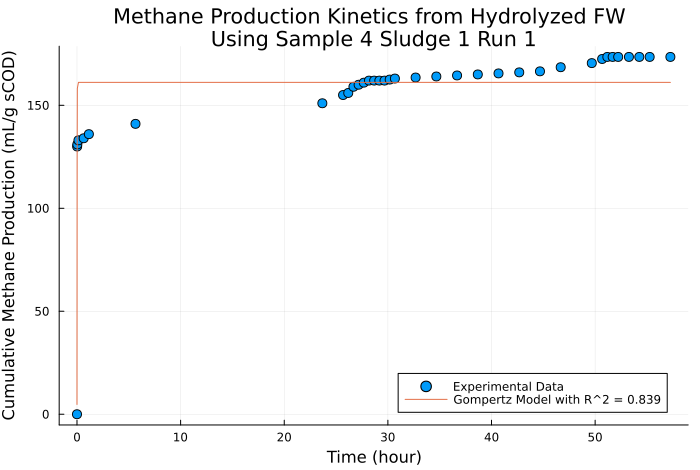 Methane Production Kinetics from Hydrolyzed FW
Using Sample 4 Sludge 1 Run 1
Cumulative Methane Production (mL/g sCOD)
150
100
50
0
0 10 20 30 40 50
Time (hour)
Experimental Data
Gompertz Model with R^2 = 0.839